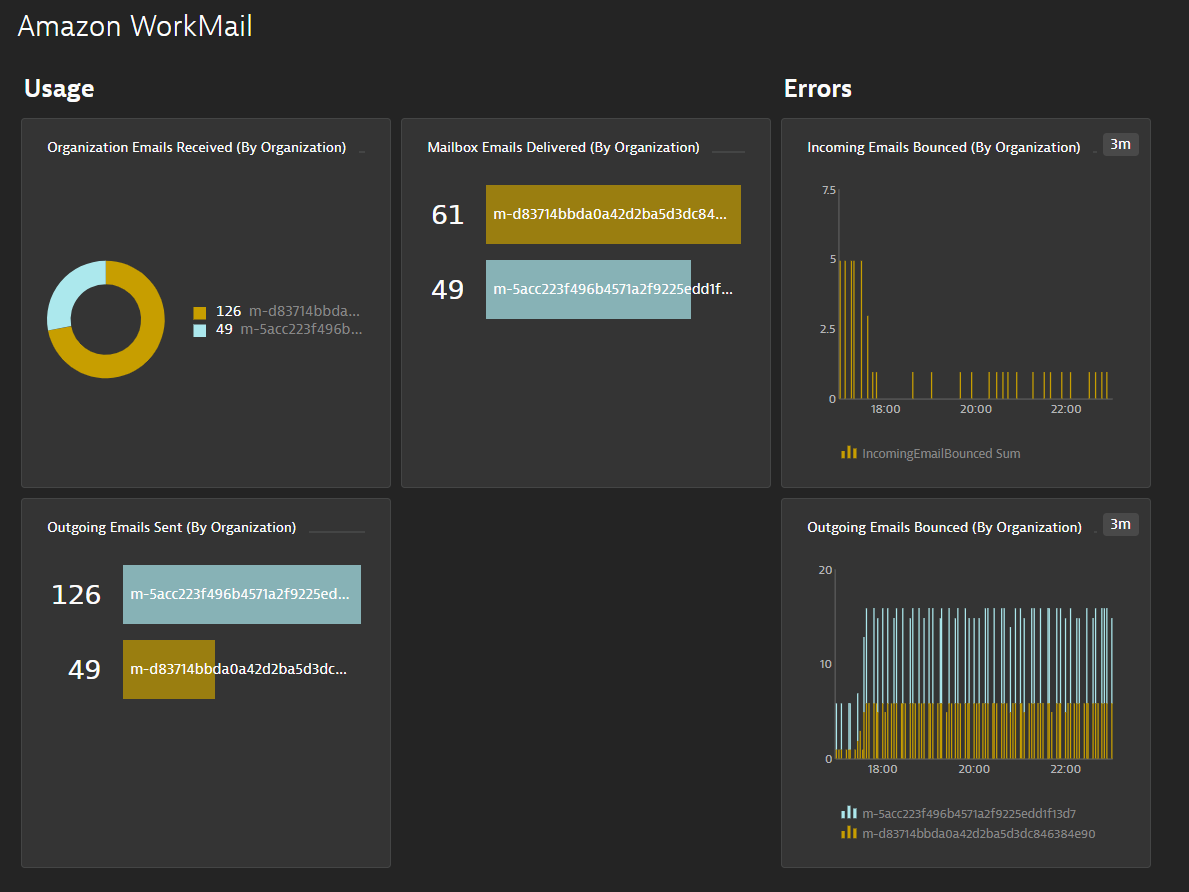 Amazon WorkMail
Usage
Errors
Organization Emails Received (By Organization)
126 m-d83714bbda...
49 m-5acc223f496b...
Mailbox Emails Delivered (By Organization)
61 m-d83714bbda0a42d2ba5d3dc84...
49 m-5acc223f496b4571a2f9225edd1f...
Incoming Emails Bounced (By Organization) 3m
7.5
5
2.5
0
18:00 20:00 22:00
IncomingEmailBounced Sum
Outgoing Emails Sent (By Organization)
126 m-5acc223f496b4571a2f9225ed...
49 m-d83714bbda0a42d2ba5d3dc...
Outgoing Emails Bounced (By Organization) 3m
20
10
0
18:00 20:00 22:00
m-5acc223f496b4571a2f9225edd1f13d7
m-d83714bbda0a42d2ba5d3dc846384e90